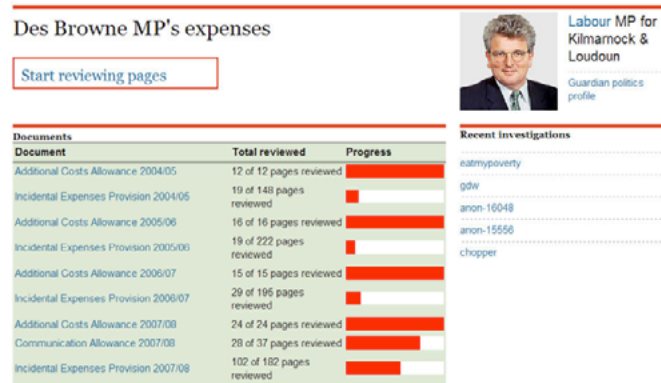 Des Browne MP's expenses
Start reviewing pages
Labour MP for
Kilmarnock &
Loudoun
Guardian politics
profile
Documents
Document Total reviewed Progress
Additional Costs Allowance 2004/05 12 of 12 pages reviewed
Incidental Expenses Provision 2004/05 19 of 148 pages
reviewed
Additional Costs Allowance 2005/06 16 of 16 pages reviewed
Incidental Expenses Provision 2005/06 19 of 222 pages
reviewed
Additional Costs Allowance 2006/07 15 of 15 pages reviewed
Incidental Expenses Provision 2006/07 29 of 195 pages
reviewed
Additional Costs Allowance 2007/08 24 of 24 pages reviewed
Communication Allowance 2007/08 28 of 37 pages reviewed
Incidental Expenses Provision 2007/08 102 of 182 pages
reviewed
Recent investigations
eatmypoverty
gdw
anon-16048
anon-15556
chopper